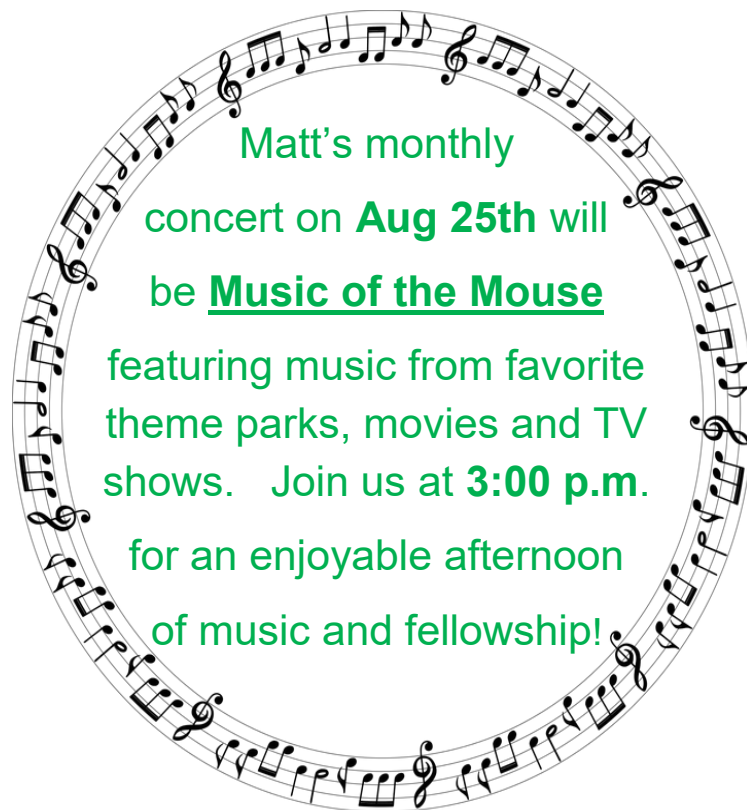 Matt’s monthly
concert on Aug 25th will
be Music of the Mouse
featuring music from favorite
theme parks, movies and TV
shows.   Join us at 3:00 p.m.
for an enjoyable afternoon
of music and fellowship!